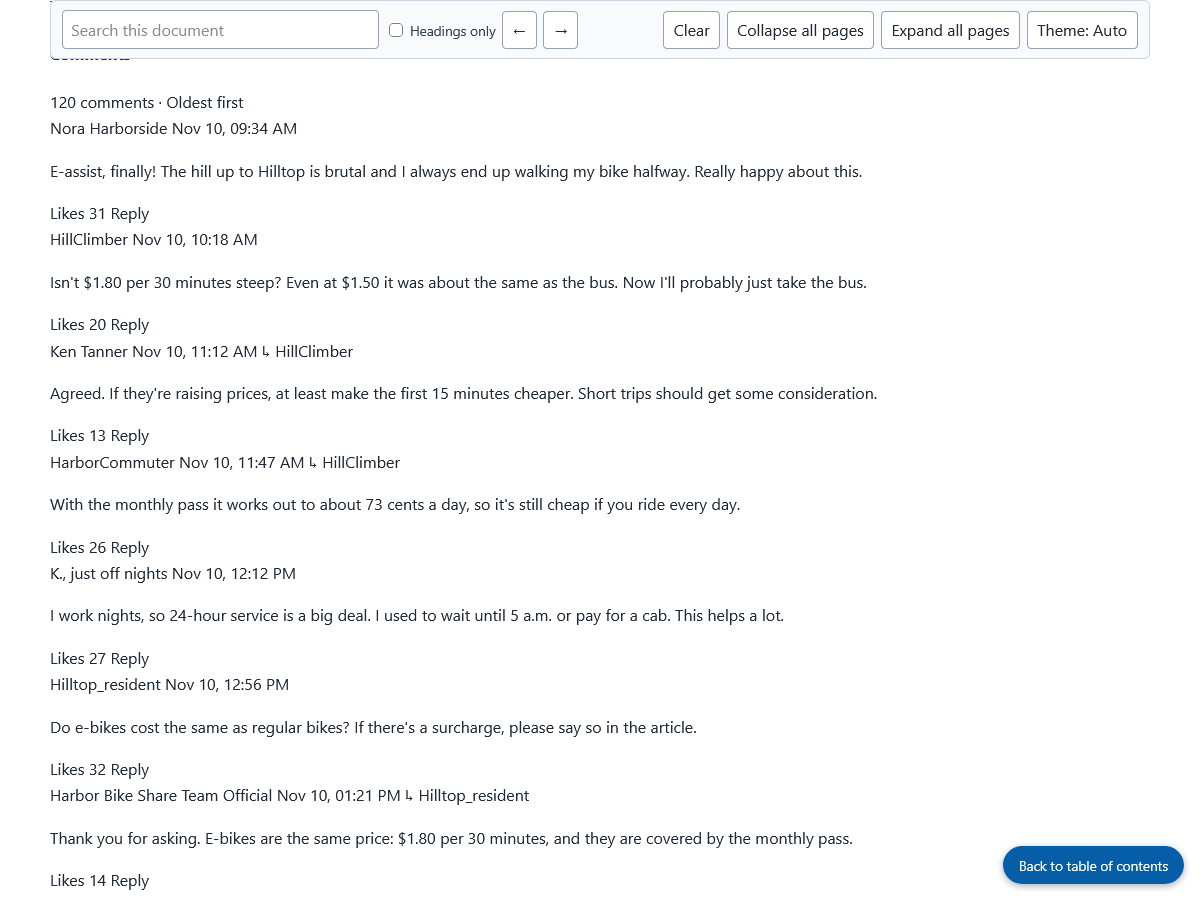 Search this document
Headings only
←
→
Clear
Collapse all pages
Expand all pages
Theme: Auto
120 comments · Oldest first
Nora Harborside Nov 10, 09:34 AM
E-assist, finally! The hill up to Hilltop is brutal and I always end up walking my bike halfway. Really happy about this.
Likes 31 Reply
HillClimber Nov 10, 10:18 AM
Isn't $1.80 per 30 minutes steep? Even at $1.50 it was about the same as the bus. Now I'll probably just take the bus.
Likes 20 Reply
Ken Tanner Nov 10, 11:12 AM ↳ HillClimber
Agreed. If they're raising prices, at least make the first 15 minutes cheaper. Short trips should get some consideration.
Likes 13 Reply
HarborCommuter Nov 10, 11:47 AM ↳ HillClimber
With the monthly pass it works out to about 73 cents a day, so it's still cheap if you ride every day.
Likes 26 Reply
K., just off nights Nov 10, 12:12 PM
I work nights, so 24-hour service is a big deal. I used to wait until 5 a.m. or pay for a cab. This helps a lot.
Likes 27 Reply
Hilltop_resident Nov 10, 12:56 PM
Do e-bikes cost the same as regular bikes? If there's a surcharge, please say so in the article.
Likes 32 Reply
Harbor Bike Share Team Official Nov 10, 01:21 PM ↳ Hilltop_resident
Thank you for asking. E-bikes are the same price: $1.80 per 30 minutes, and they are covered by the monthly pass.
Likes 14 Reply
Back to table of contents